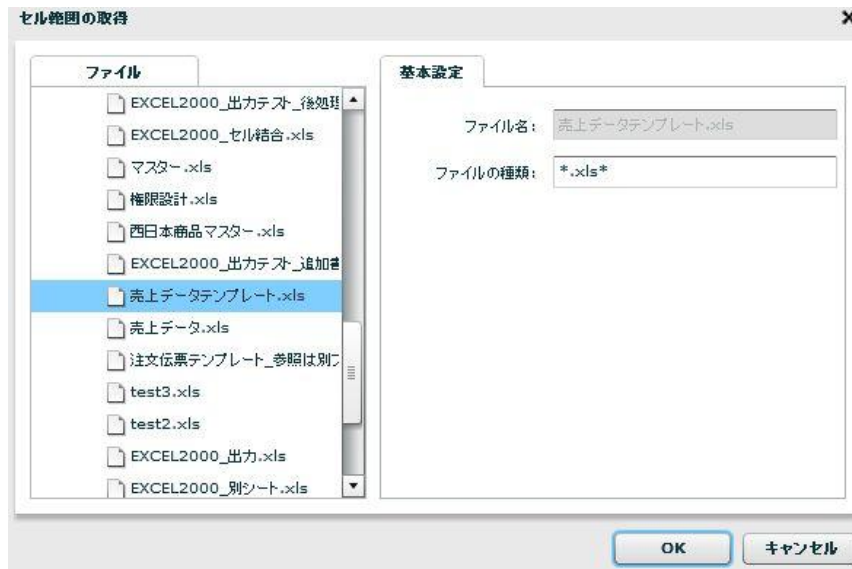 セル範囲の取得
ファイル
EXCEL2000_出力テスト_後処理
EXCEL2000_セル結合.xls
マスター.xls
権限設計.xls
西日本商品マスター.xls
EXCEL2000_出力テスト_追加書
売上データテンプレート.xls
売上データ.xls
注文伝票テンプレート_参照は別フ
test3.xls
test2.xls
EXCEL2000_出力.xls
EXCEL2000_別シート.xls
基本設定
ファイル名: 売上データテンプレート.xls
ファイルの種類: *.xls*
OK キャンセル